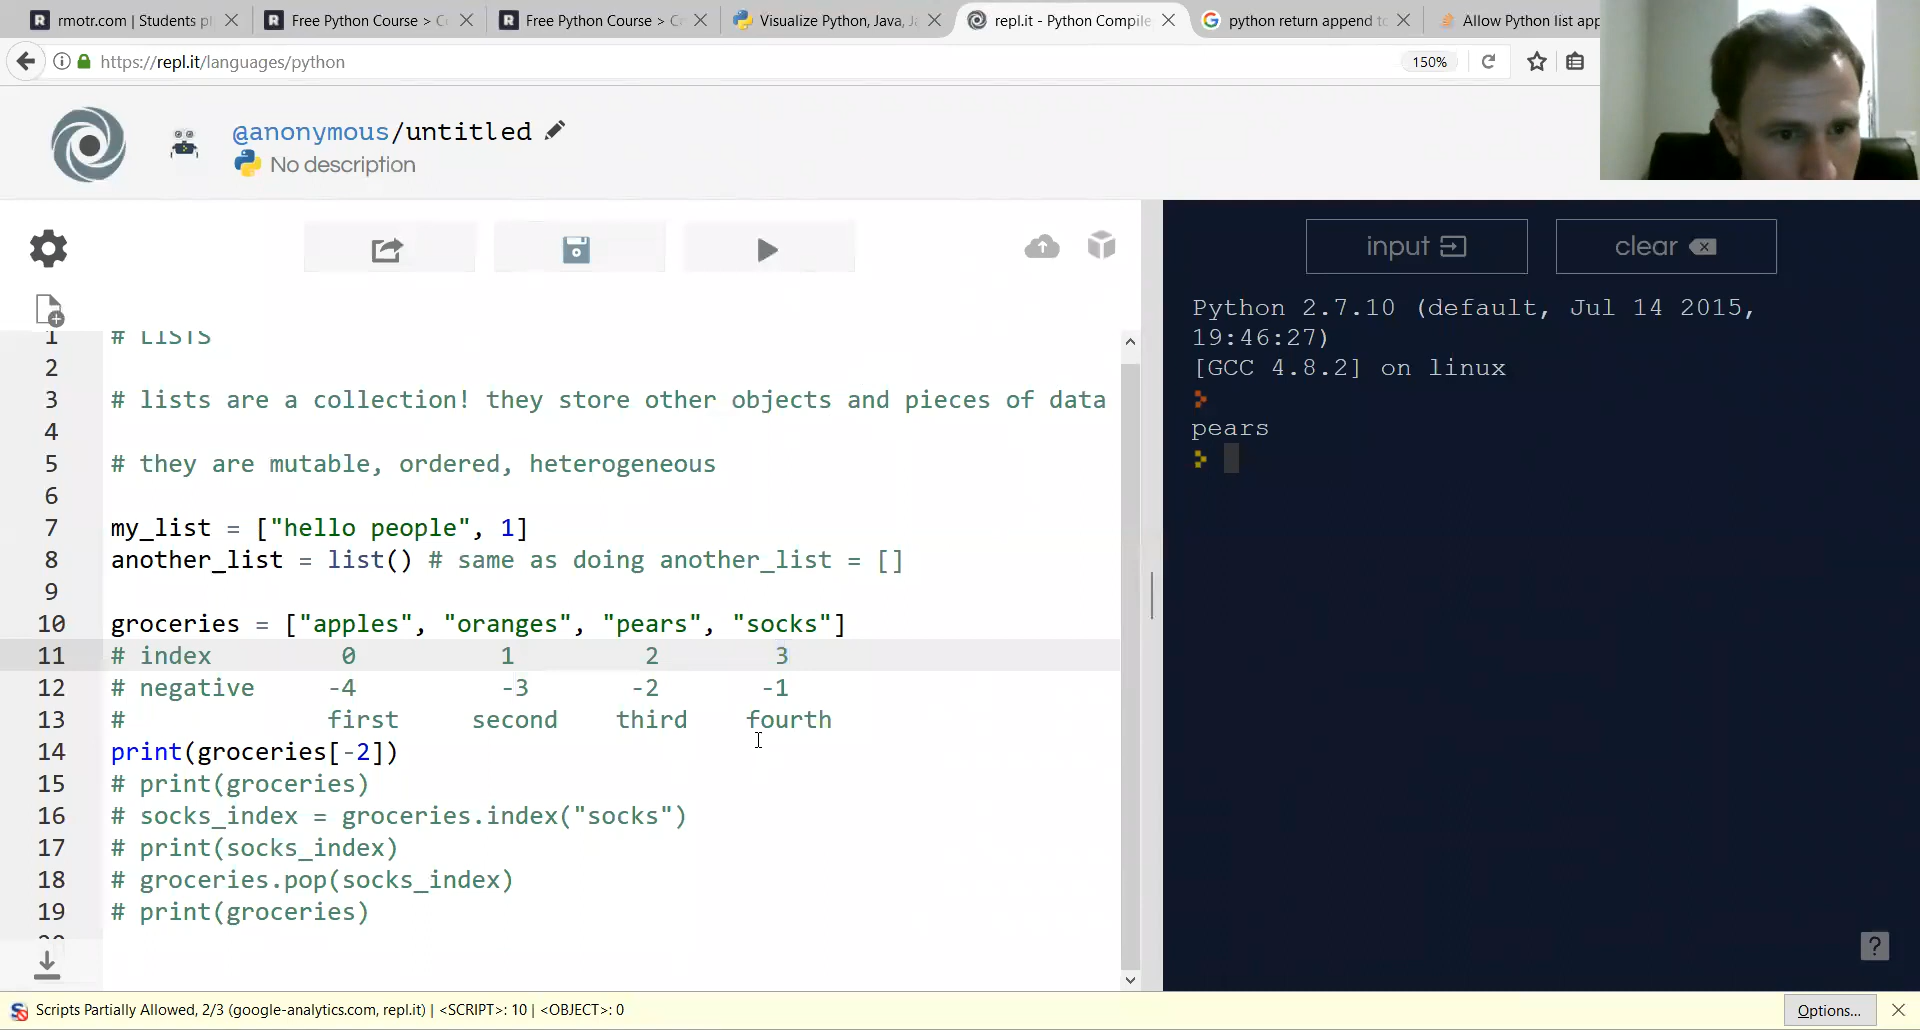 rmotr.com | Students p
Free Python Course > C
Free Python Course > C
Visualize Python, Java, J
repl.it - Python Compile
python return append to
Allow Python list app
https://repl.it/languages/python
150%
@anonymous/untitled
No description
input
clear
1 # LISTS
2
3 # lists are a collection! they store other objects and pieces of data
4
5 # they are mutable, ordered, heterogeneous
6
7 my_list = ["hello people", 1]
8 another_list = list() # same as doing another_list = []
9
10 groceries = ["apples", "oranges", "pears", "socks"]
11 # index 0 1 2 3
12 # negative -4 -3 -2 -1
13 # first second third fourth
14 print(groceries[-2])
15 # print(groceries)
16 # socks_index = groceries.index("socks")
17 # print(socks_index)
18 # groceries.pop(socks_index)
19 # print(groceries)
20
Python 2.7.10 (default, Jul 14 2015,
19:46:27)
[GCC 4.8.2] on linux
pears
?
Scripts Partially Allowed, 2/3 (google-analytics.com, repl.it) | <SCRIPT>: 10 | <OBJECT>: 0
Options...